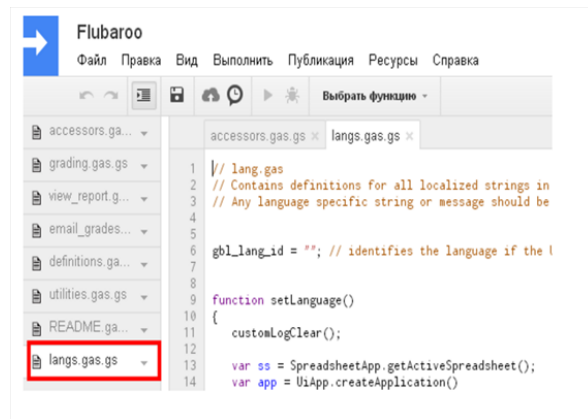 Flubaroo
Файл Правка Вид Выполнить Публикация Ресурсы Справка
Выбрать функцию
accessors.ga...
grading.gas.gs
view_report.g...
email_grades...
definitions.ga...
utilities.gas.gs
README.ga...
langs.gas.gs
accessors.gas.gs × langs.gas.gs ×
1 // lang.gas
2 // Contains definitions for all localized strings in
3 // Any language specific string or message should be
4
5
6 gbl_lang_id = ""; // identifies the language if the U
7
8
9 function setLanguage()
10 {
11 customLogClear();
12
13 var ss = SpreadsheetApp.getActiveSpreadsheet();
14 var app = UiApp.createApplication()